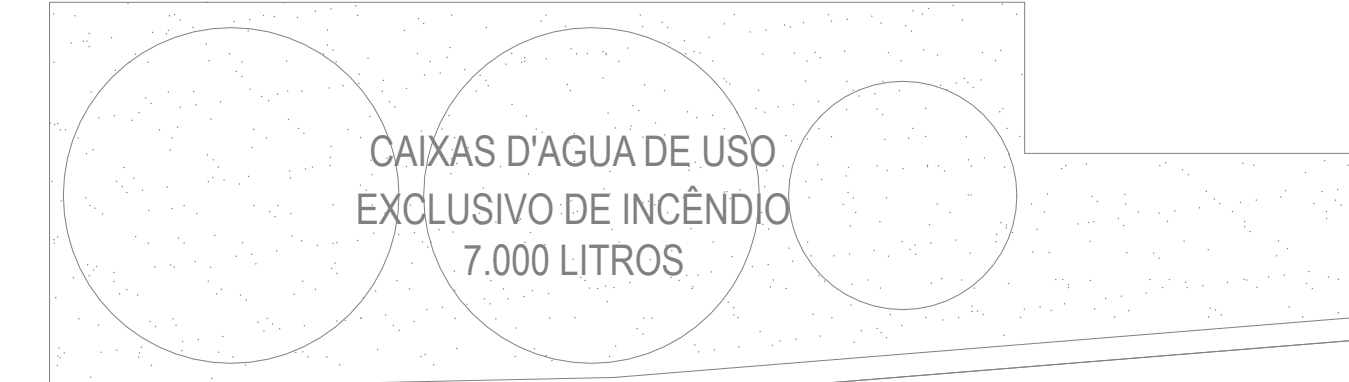 CAIXAS D'AGUA DE USO
EXCLUSIVO DE INCÊNDIO
7.000 LITROS